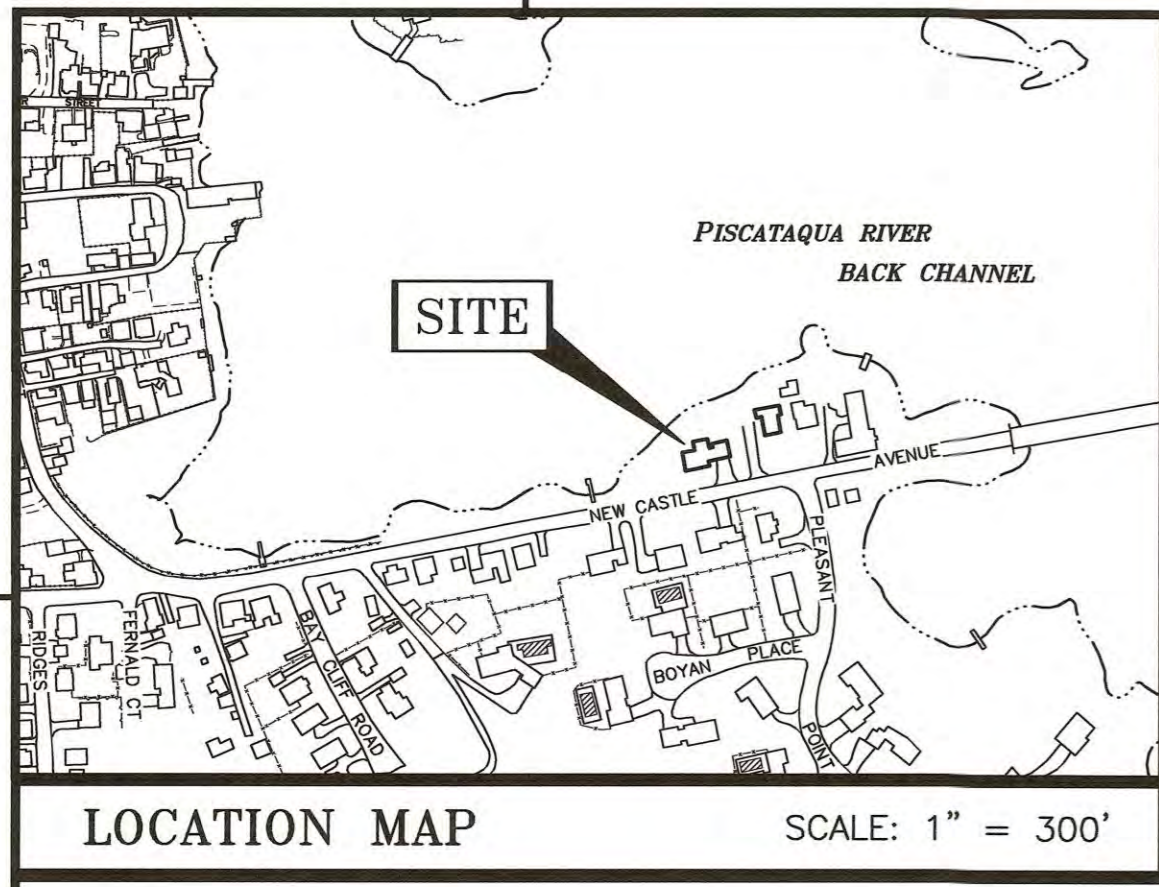 R STREET
PISCATAQUA RIVER
BACK CHANNEL
SITE
NEW CASTLE
AVENUE
PLEASANT
POINT
BOYAN PLACE
BAY CLIFF ROAD
FERNALD CT
RIDGES
LOCATION MAP
SCALE: 1" = 300'